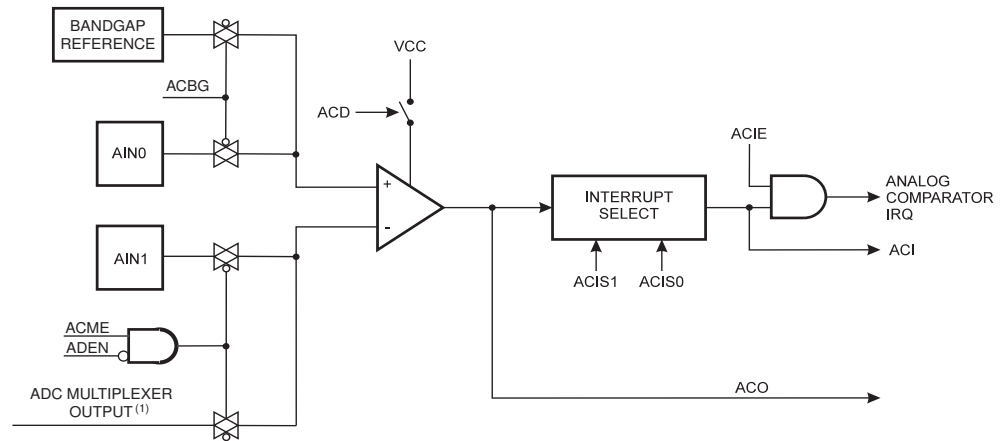 BANDGAP
REFERENCE
VCC
ACBG
ACD
AIN0
ACIE
+
-
INTERRUPT
SELECT
ANALOG
COMPARATOR
IRQ
AIN1
ACI
ACIS1
ACIS0
ACME
ADEN
ADC MULTIPLEXER
OUTPUT (1)
ACO